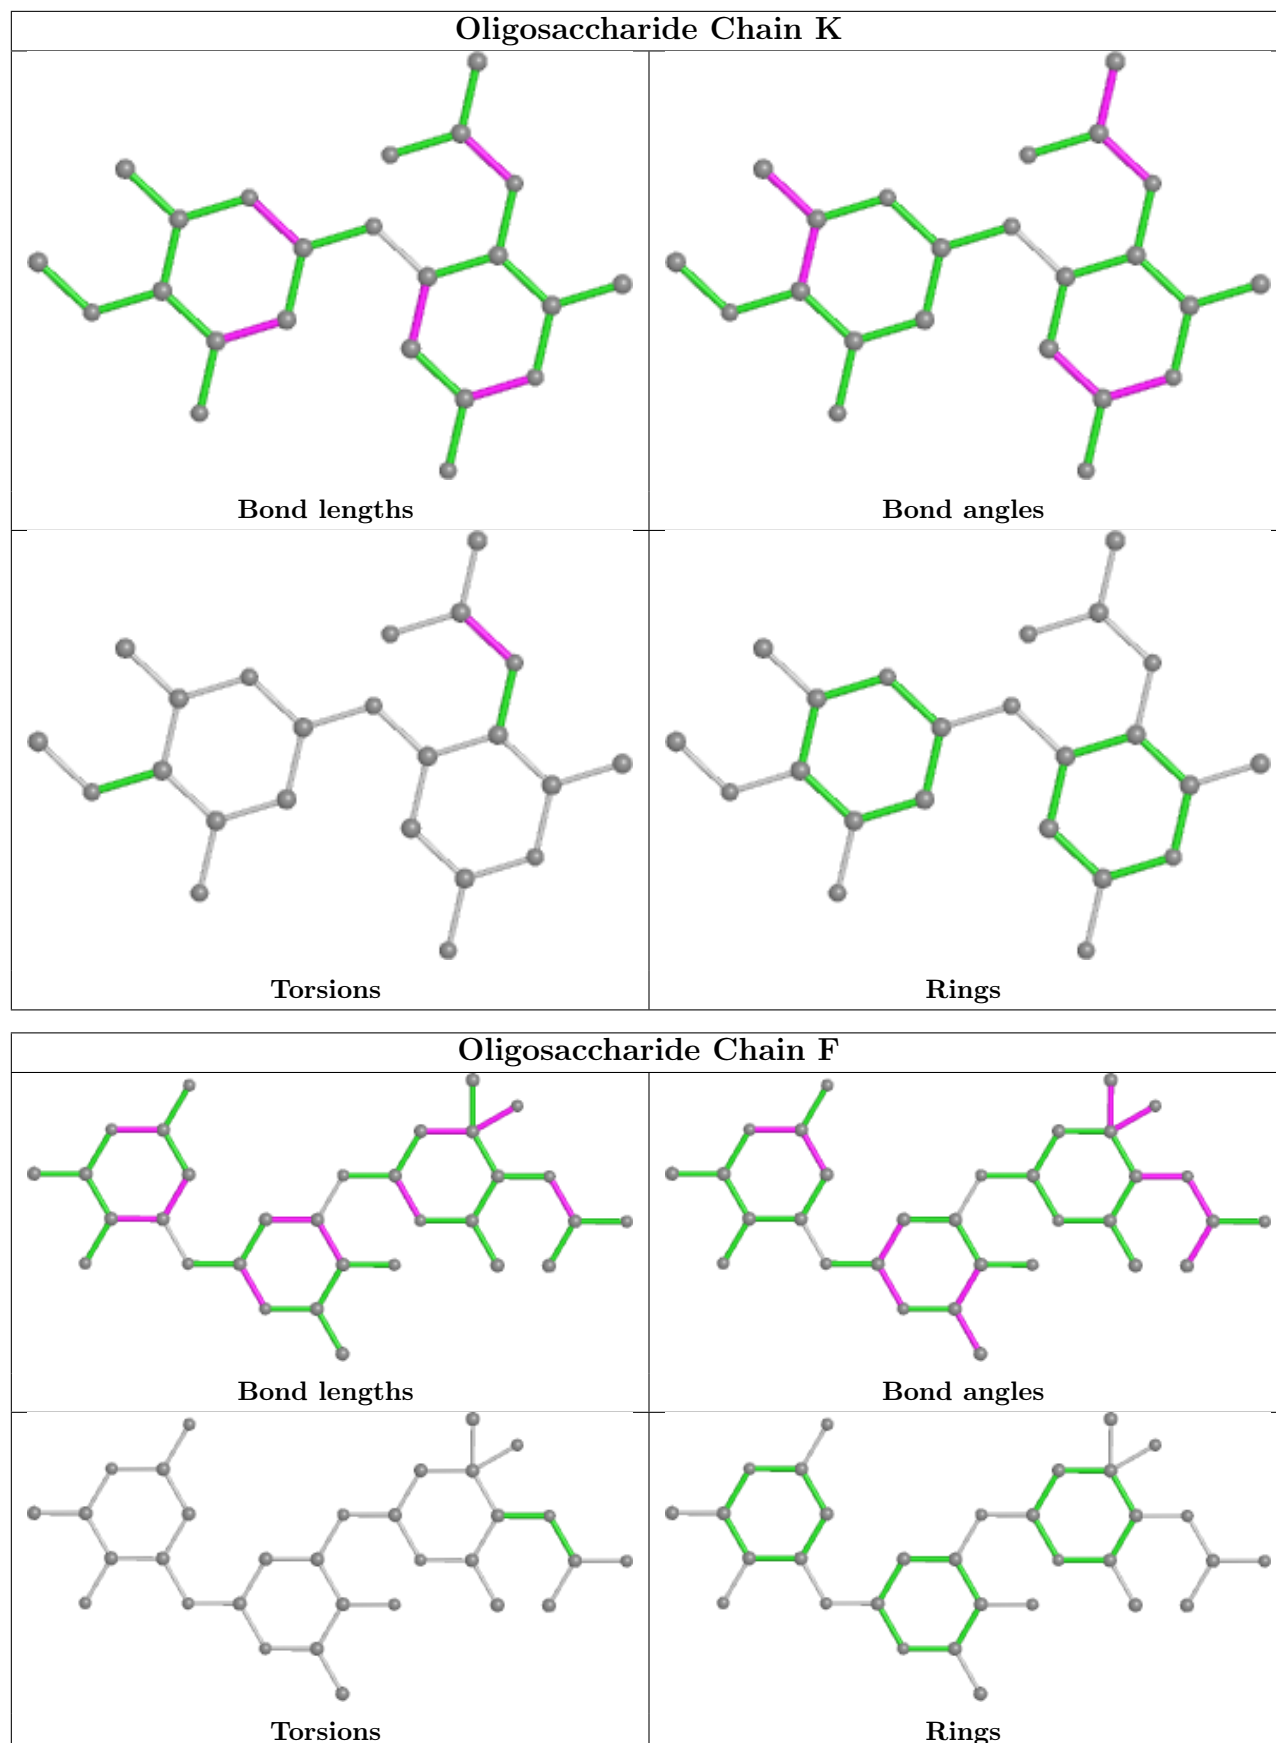 Oligosaccharide Chain K
Bond lengths
Bond angles
Torsions
Rings
Oligosaccharide Chain F
Bond lengths
Bond angles
Torsions
Rings